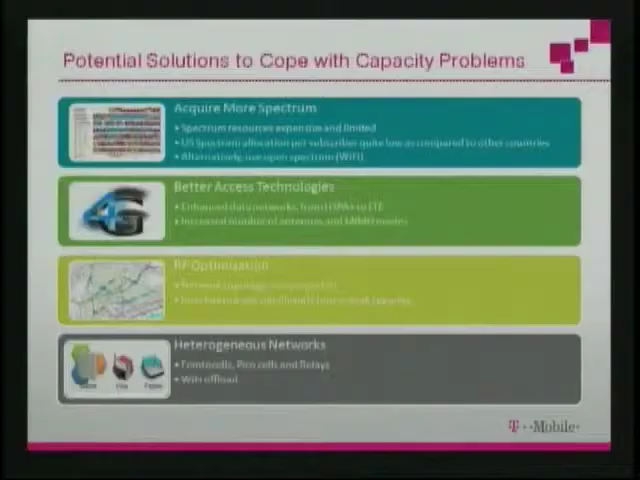 Potential Solutions to Cope with Capacity Problems
Acquire More Spectrum
• Spectrum resources expensive and limited
• US Spectrum allocation per subscriber quite low as compared to other countries
• Alternatively, use open spectrum (WiFi)
4G
Better Access Technologies
• Enhanced data networks, from HSPA+ to LTE
• Increased number of antennas and MIMO modes
RF Optimization
Heterogeneous Networks
• Femtocells, Pico cells and Relays
• WiFi offload
T··Mobile·